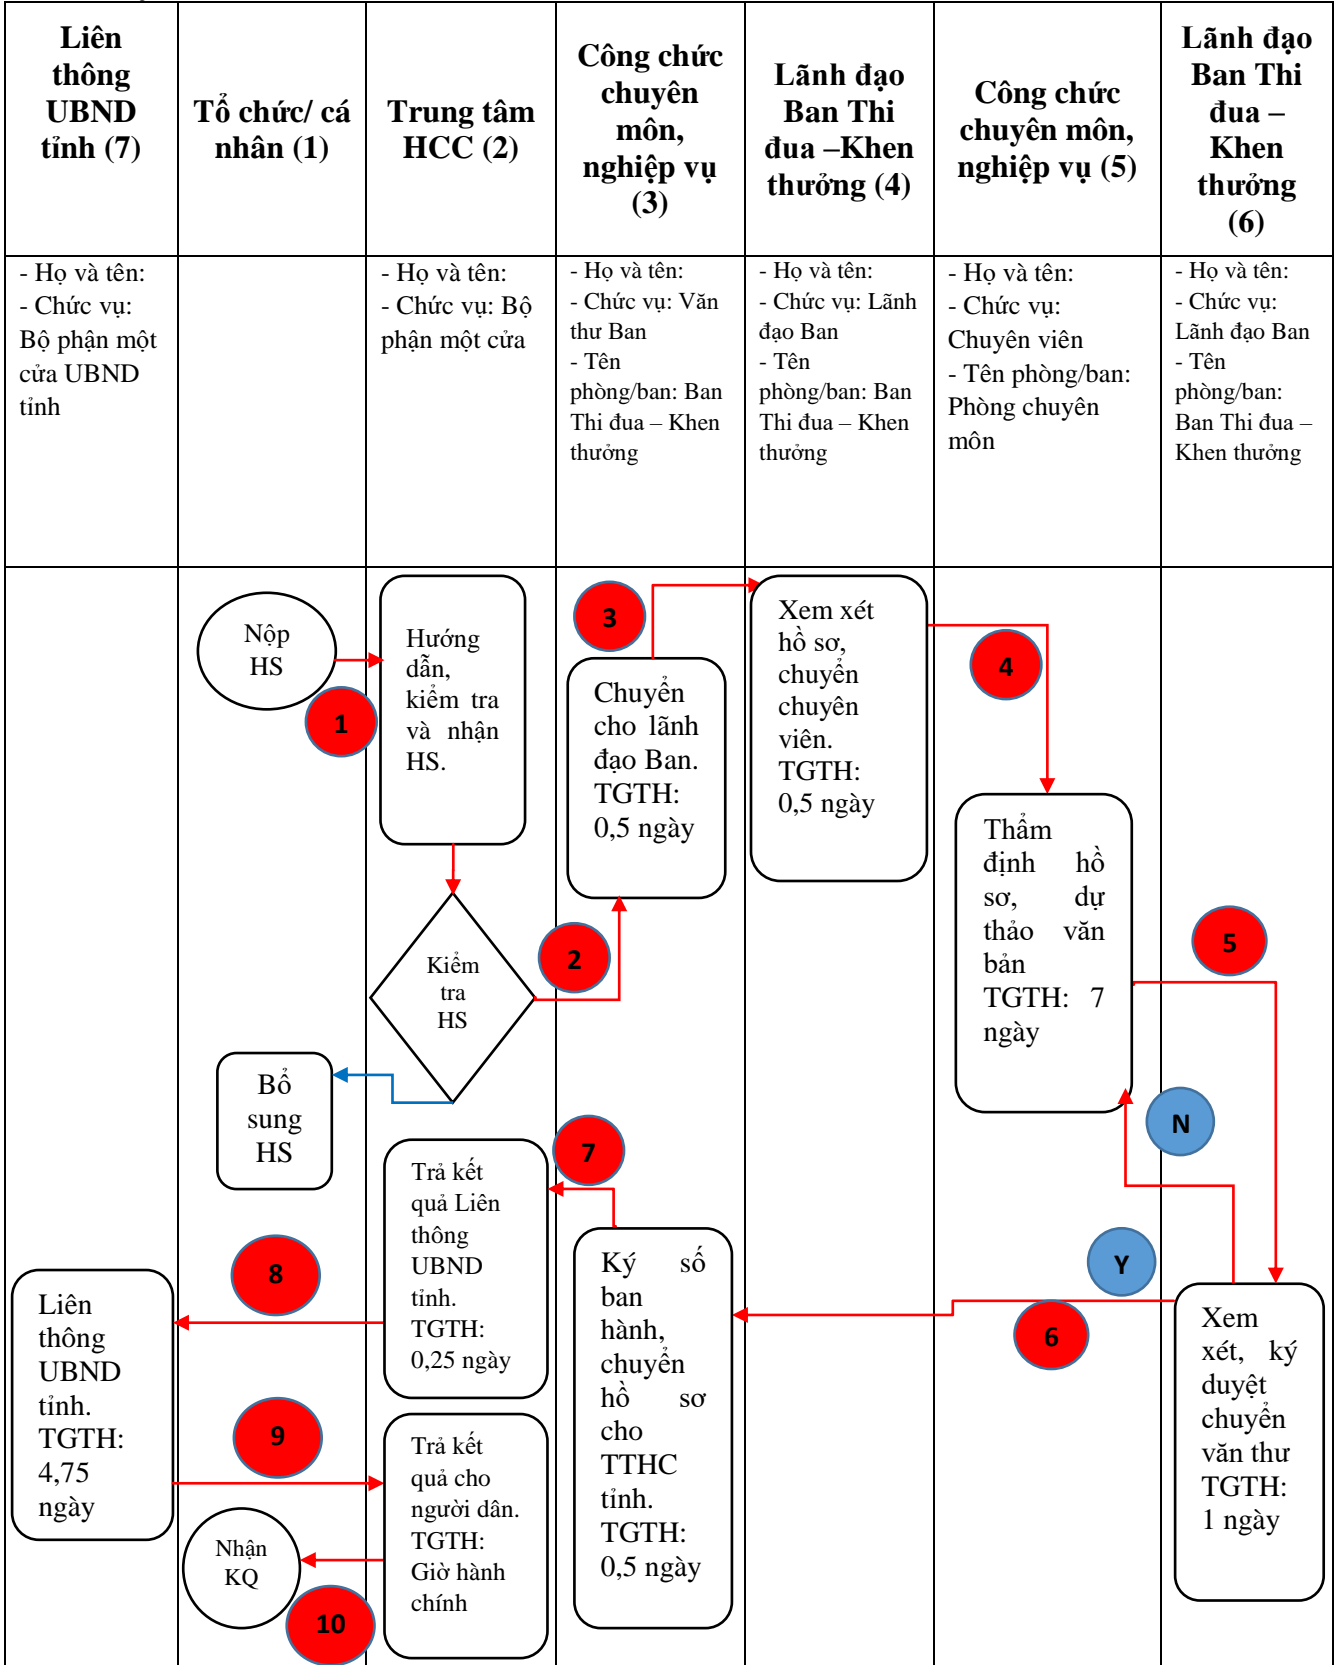 Liên
thông
UBND
tỉnh (7)
Tổ chức/ cá
nhân (1)
Trung tâm
HCC (2)
Công chức
chuyên
môn,
nghiệp vụ
(3)
Lãnh đạo
Ban Thi
đua –Khen
thưởng (4)
Công chức
chuyên môn,
nghiệp vụ (5)
Lãnh đạo
Ban Thi
đua –
Khen
thưởng
(6)
- Họ và tên:
- Chức vụ:
Bộ phận một
cửa UBND
tỉnh
- Họ và tên:
- Chức vụ: Bộ
phận một cửa
- Họ và tên:
- Chức vụ: Văn
thư Ban
- Tên
phòng/ban: Ban
Thi đua – Khen
thưởng
- Họ và tên:
- Chức vụ: Lãnh
đạo Ban
- Tên
phòng/ban: Ban
Thi đua – Khen
thưởng
- Họ và tên:
- Chức vụ:
Chuyên viên
- Tên phòng/ban:
Phòng chuyên
môn
- Họ và tên:
- Chức vụ:
Lãnh đạo Ban
- Tên
phòng/ban:
Ban Thi đua –
Khen thưởng
Nộp
HS
1
Hướng
dẫn,
kiểm tra
và nhận
HS.
Kiểm
tra
HS
Bổ
sung
HS
2
3
Chuyển
cho lãnh
đạo Ban.
TGTH:
0,5 ngày
Xem xét
hồ sơ,
chuyển
chuyên
viên.
TGTH:
0,5 ngày
4
Thẩm
định hồ
sơ, dự
thảo văn
bản
TGTH: 7
ngày
5
N
Y
6
Xem
xét, ký
duyệt
chuyển
văn thư
TGTH:
1 ngày
7
Ký số
ban
hành,
chuyển
hồ sơ
cho
TTHC
tỉnh.
TGTH:
0,5 ngày
Trả kết
quả Liên
thông
UBND
tỉnh.
TGTH:
0,25 ngày
8
Liên
thông
UBND
tỉnh.
TGTH:
4,75
ngày
9
Trả kết
quả cho
người dân.
TGTH:
Giờ hành
chính
Nhận
KQ
10